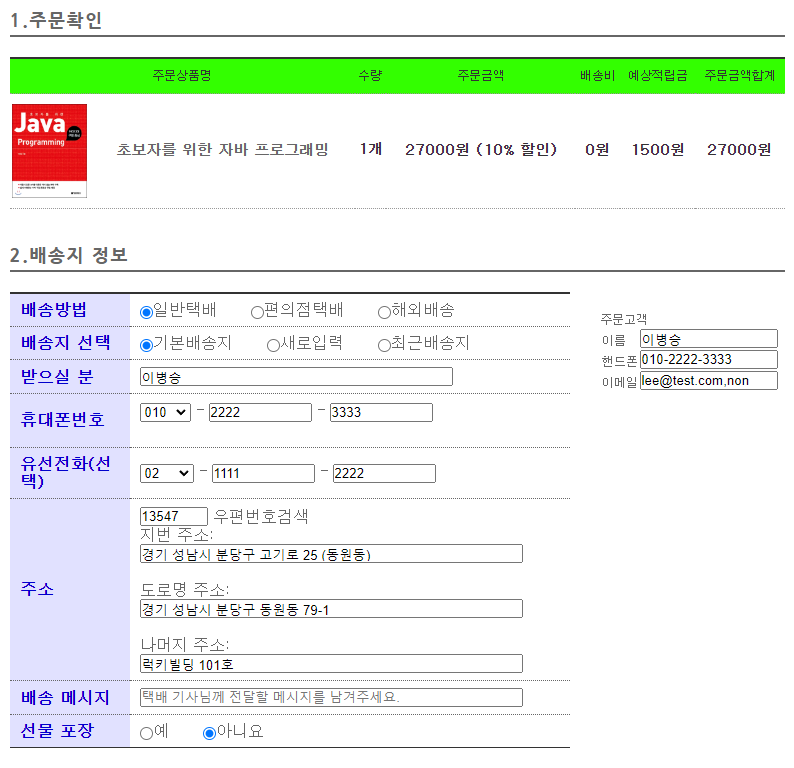 1.주문확인
주문상품명 수량 주문금액 배송비 예상적립금 주문금액합계
Java
Programming
초보자를 위한 자바 프로그래밍 1개 27000원 (10% 할인) 0원 1500원 27000원
2.배송지 정보
배송방법 일반택배 편의점택배 해외배송
배송지 선택 기본배송지 새로입력 최근배송지
받으실 분 이병승
휴대폰번호 010 - 2222 - 3333
유선전화(선
택) 02 - 1111 - 2222
주소
13547 우편번호검색
지번 주소:
경기 성남시 분당구 고기로 25 (동원동)
도로명 주소:
경기 성남시 분당구 동원동 79-1
나머지 주소:
럭키빌딩 101호
배송 메시지 택배 기사님께 전달할 메시지를 남겨주세요.
선물 포장 예 아니요
주문고객
이름 이병승
핸드폰 010-2222-3333
이메일 lee@test.com,non